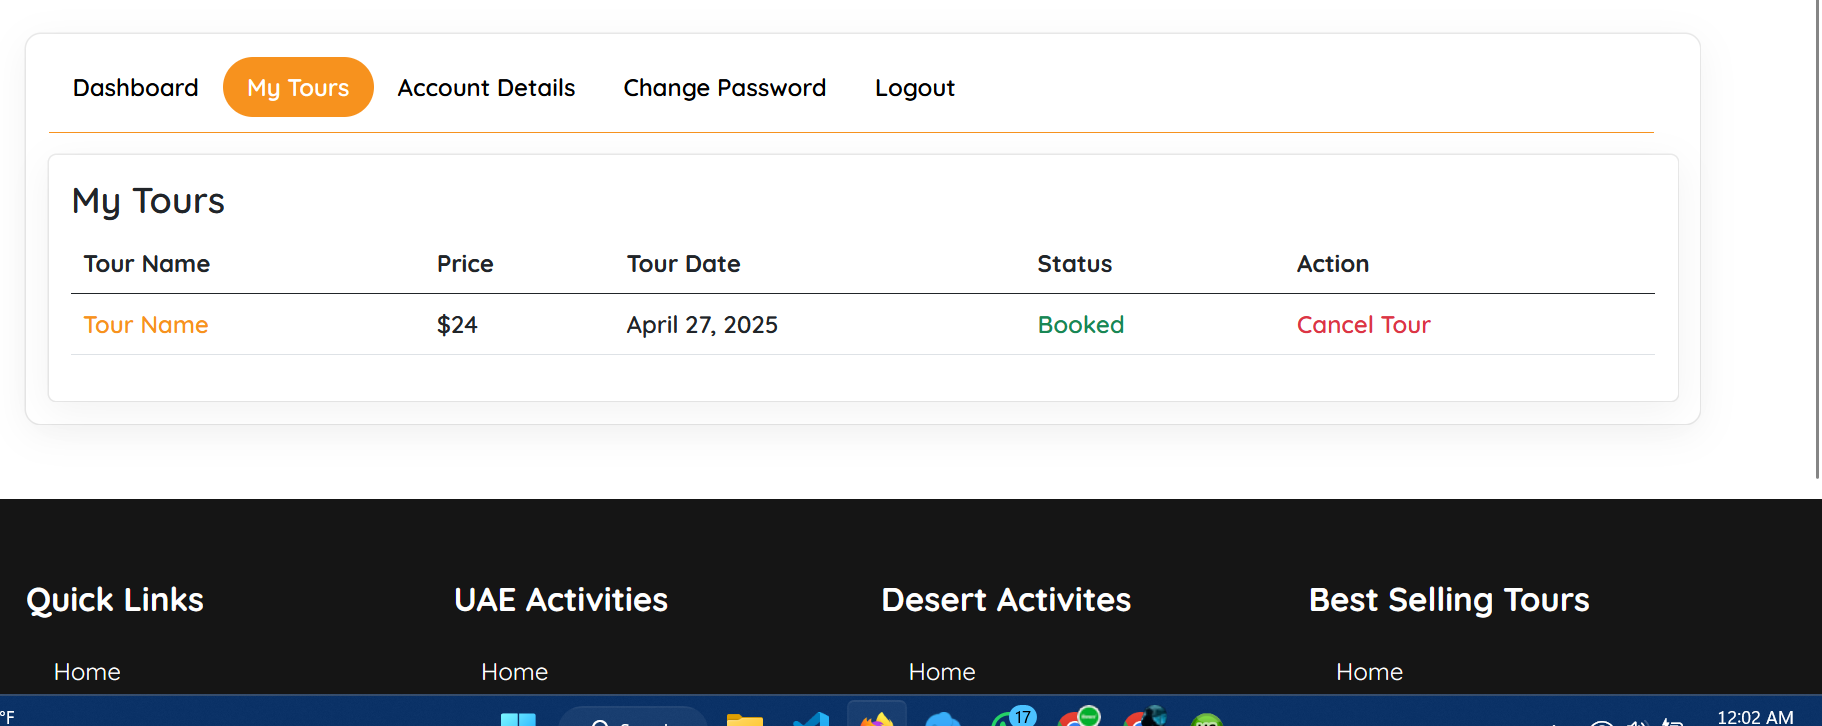 Dashboard My Tours Account Details Change Password Logout
My Tours
Tour Name Price Tour Date Status Action
Tour Name $24 April 27, 2025 Booked Cancel Tour
Quick Links UAE Activities Desert Activites Best Selling Tours
Home Home Home Home
°F 17 12:02 AM